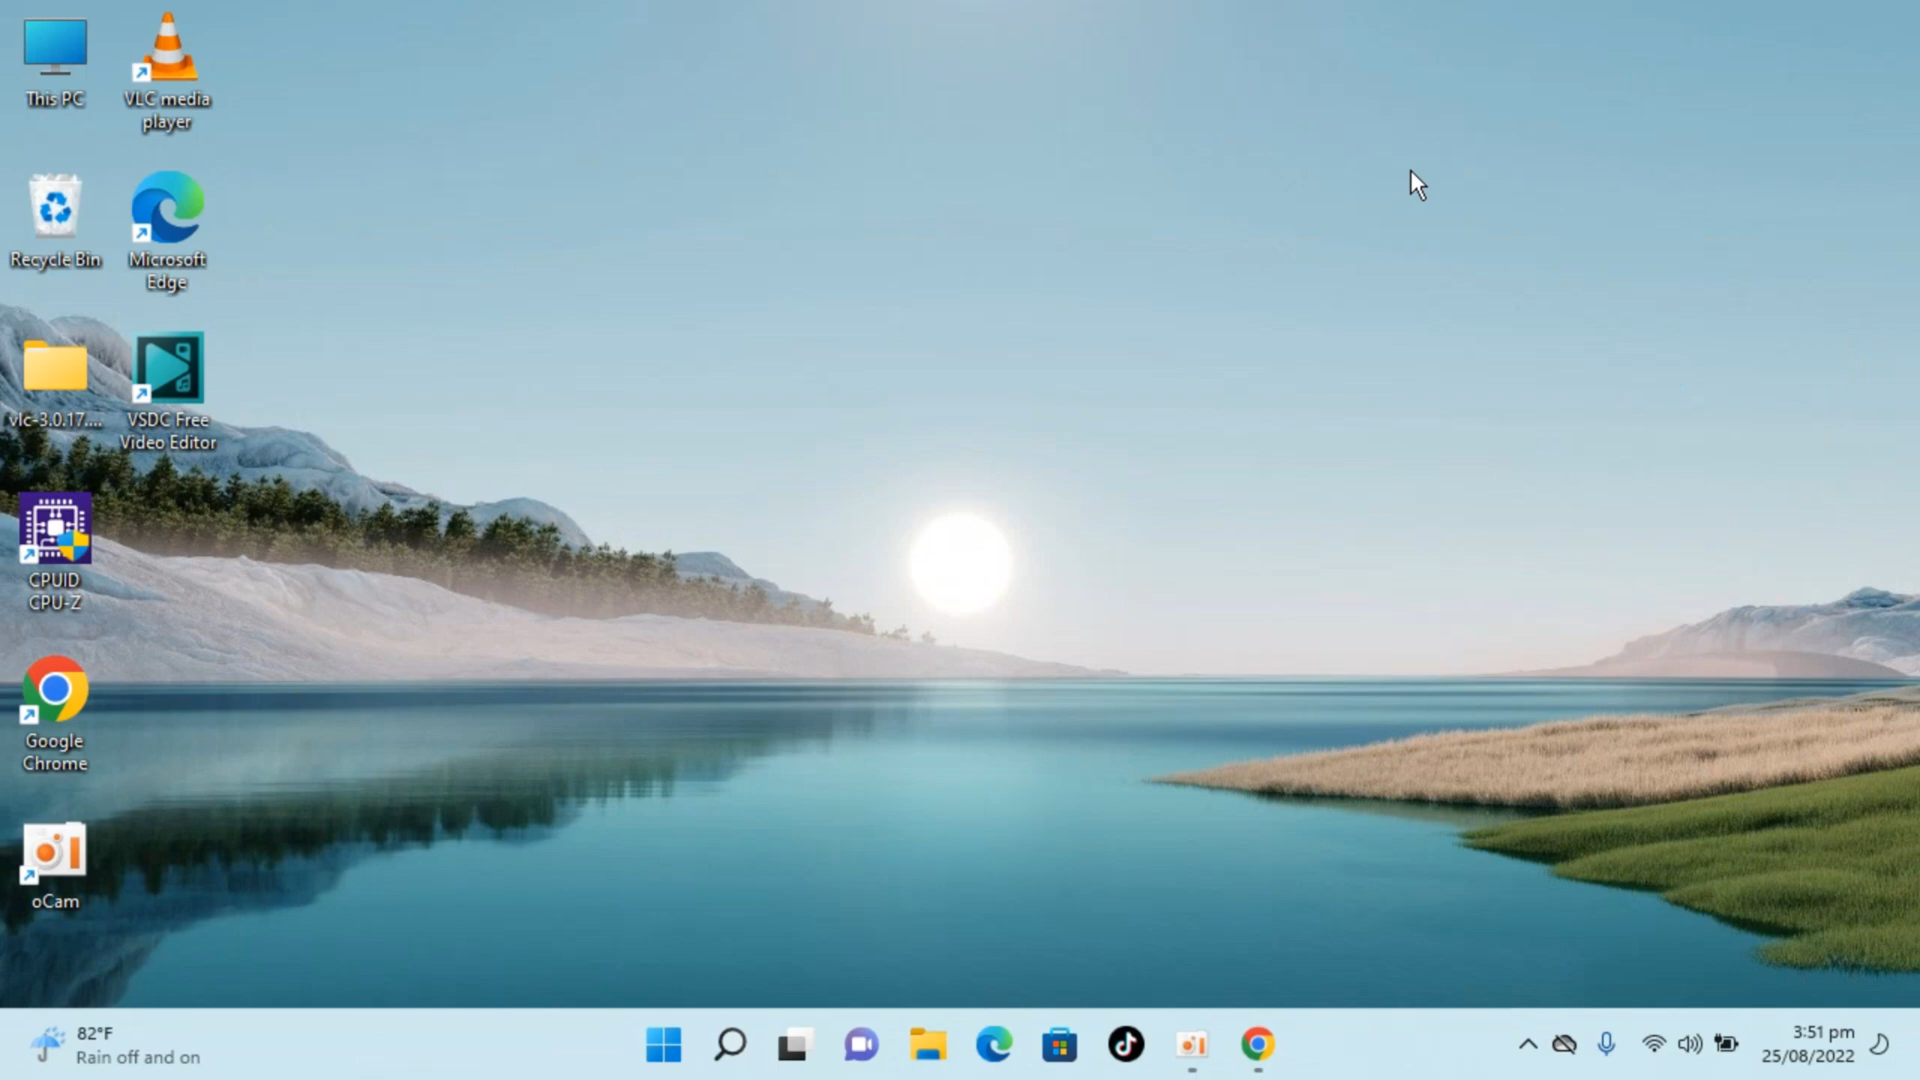 This PC
VLC media
player
Recycle Bin
Microsoft
Edge
vlc-3.0.17....
VSDC Free
Video Editor
CPUID
CPU-Z
Google
Chrome
oCam
82°F
Rain off and on
3:51 pm
25/08/2022